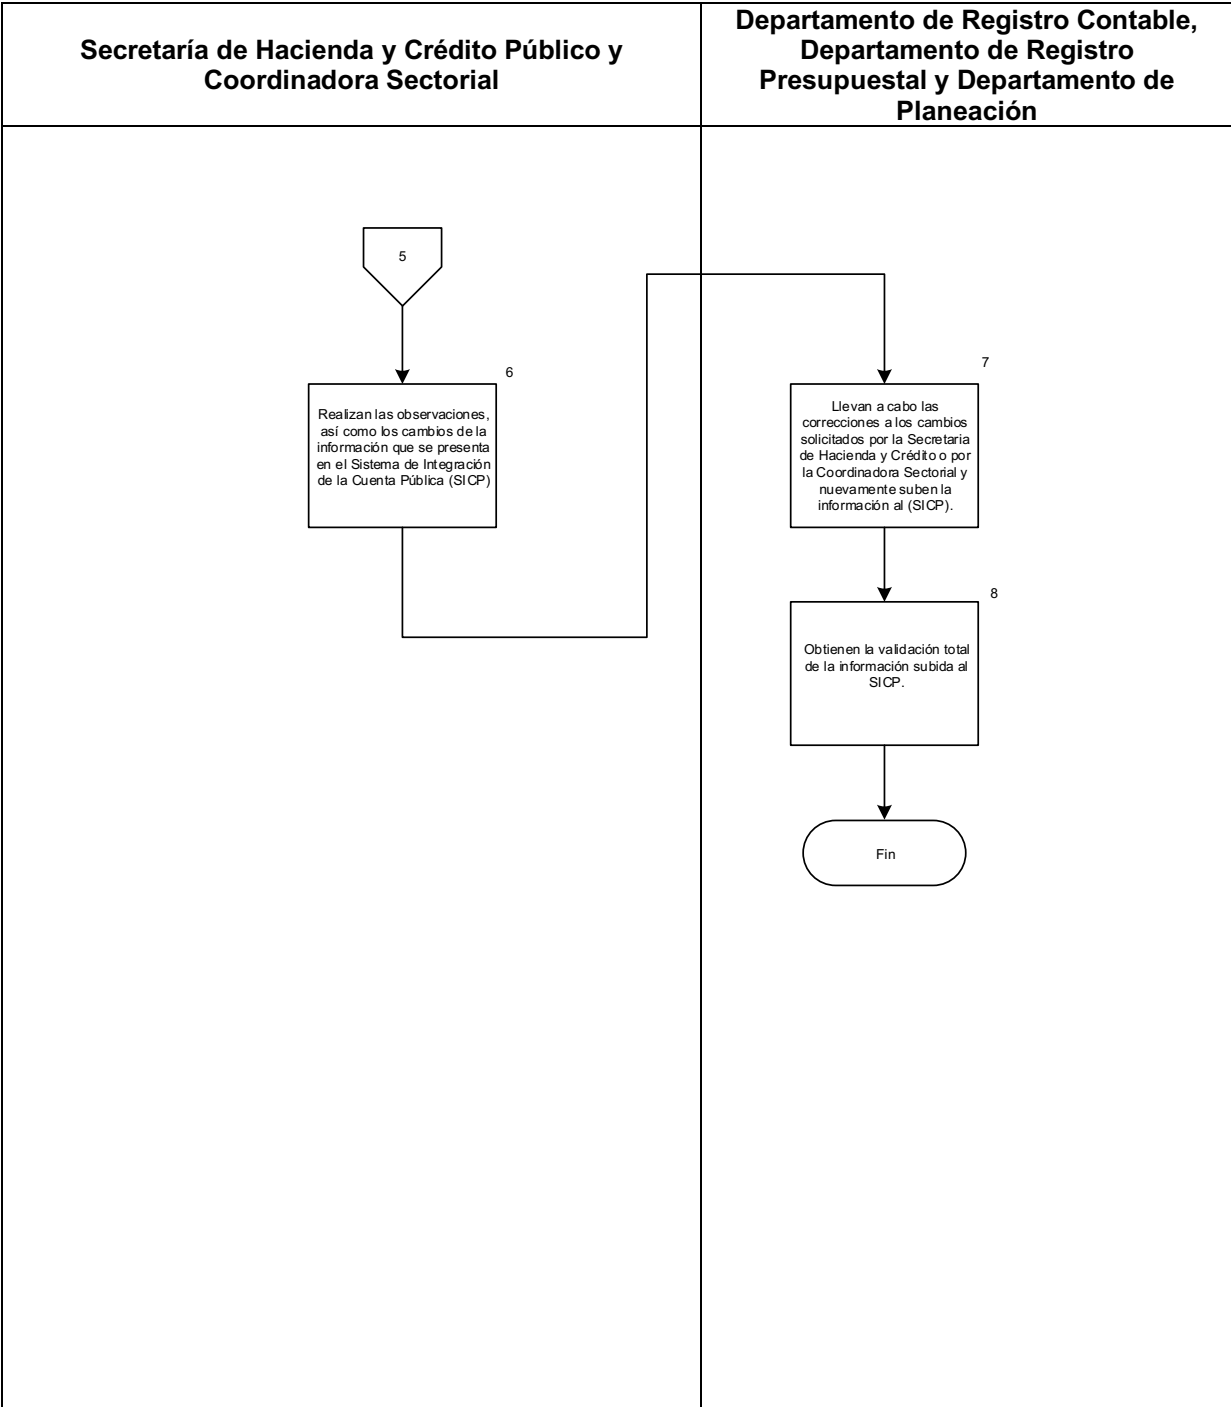 Secretaría de Hacienda y Crédito Público y
Coordinadora Sectorial
Departamento de Registro Contable,
Departamento de Registro
Presupuestal y Departamento de
Planeación
5
6
Realizan las observaciones,
así como los cambios de la
información que se presenta
en el Sistema de Integración
de la Cuenta Pública (SICP)
7
Llevan a cabo las
correcciones a los cambios
solicitados por la Secretaria
de Hacienda y Crédito o por
la Coordinadora Sectorial y
nuevamente suben la
información al (SICP).
8
Obtienen la validación total
de la información subida al
SICP.
Fin